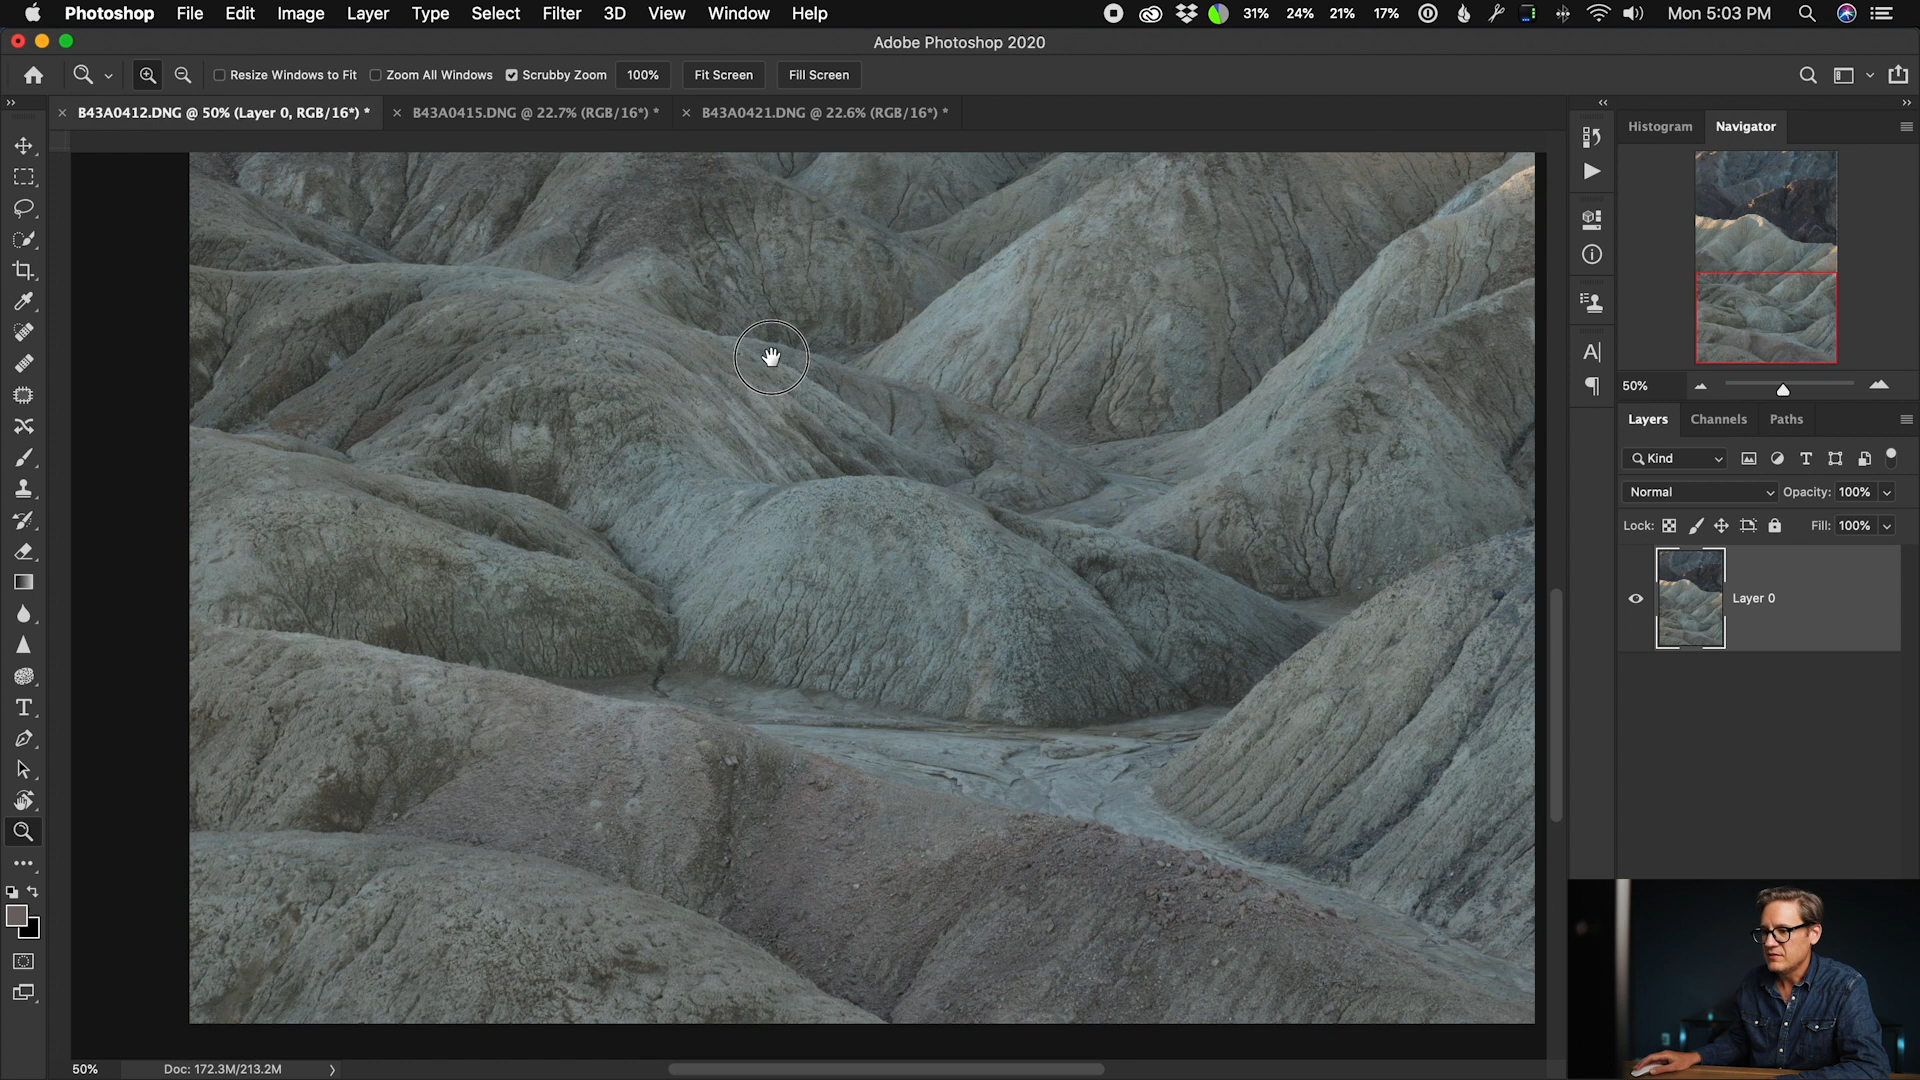 Photoshop File Edit Image Layer Type Select Filter 3D View Window Help 31% 24% 21% 17% Mon 5:03 PM
Adobe Photoshop 2020
Resize Windows to Fit Zoom All Windows Scrubby Zoom 100% Fit Screen Fill Screen
B43A0412.DNG @ 50% (Layer 0, RGB/16*) * B43A0415.DNG @ 22.7% (RGB/16*) * B43A0421.DNG @ 22.6% (RGB/16*) *
Histogram Navigator
50%
Layers Channels Paths
Kind
Normal Opacity: 100%
Lock: Fill: 100%
Layer 0
50% Doc: 172.3M/213.2M